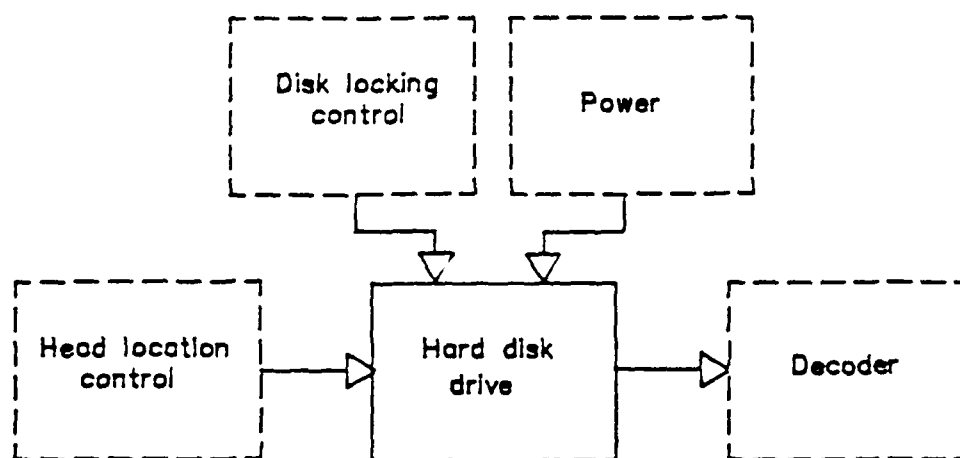 Disk locking
control
Power
Head location
control
Hard disk
drive
Decoder